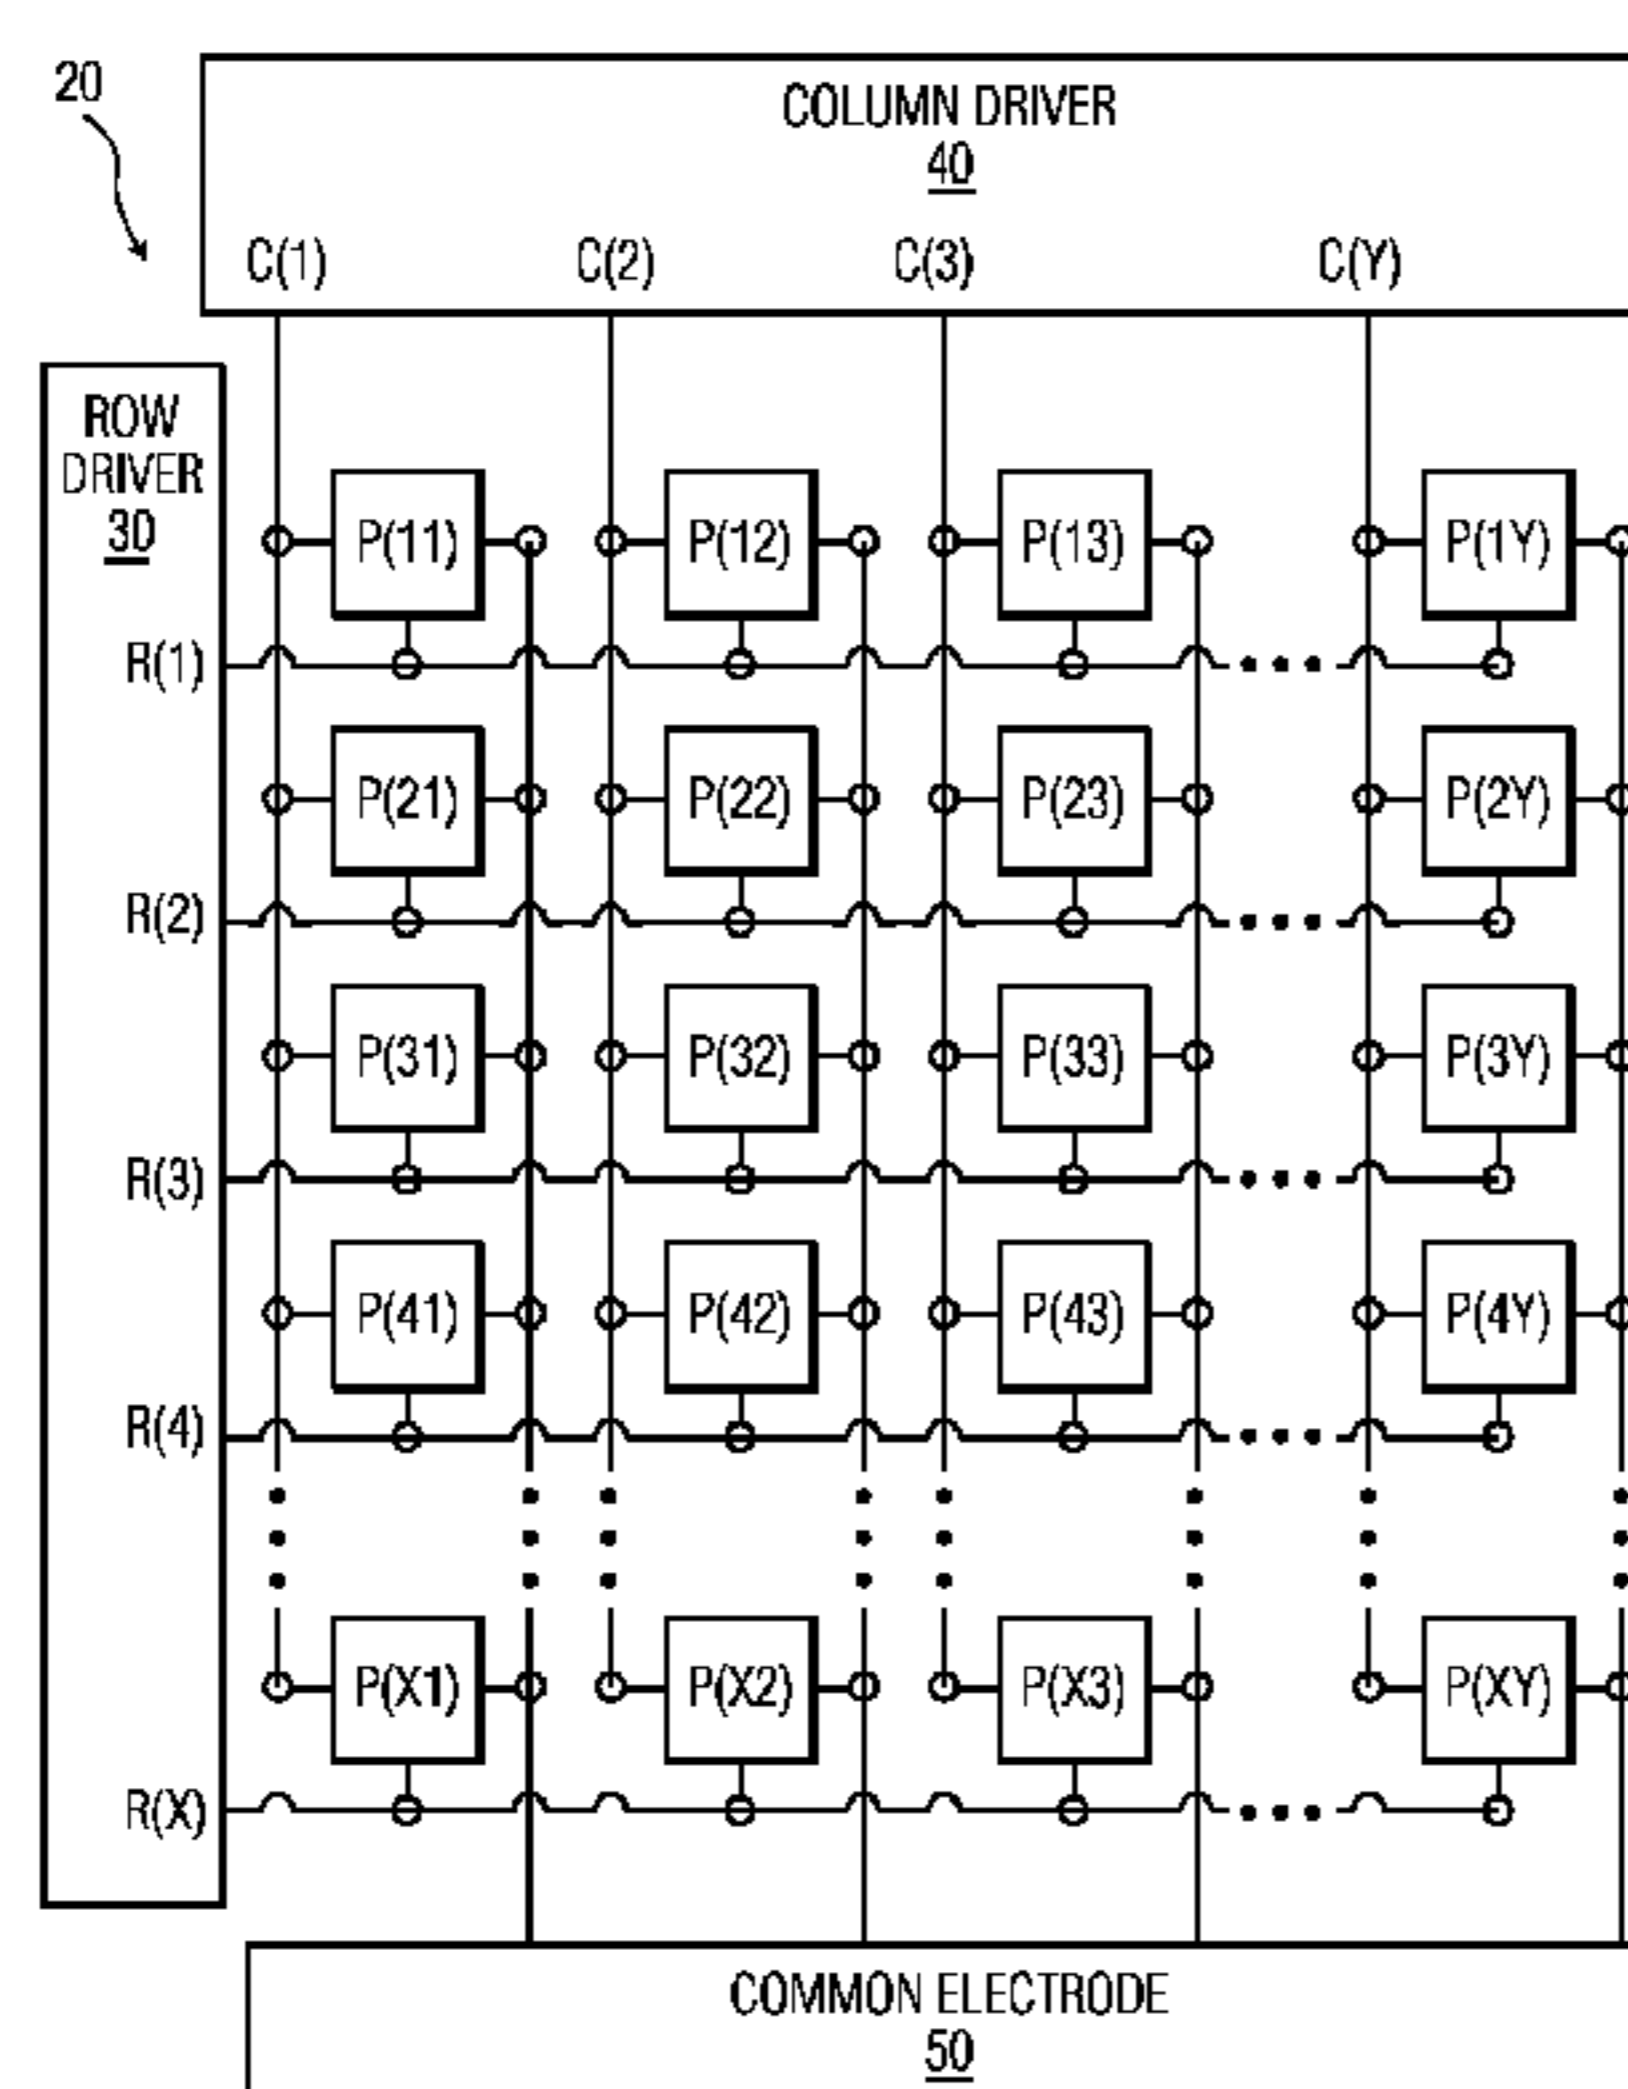 20
COLUMN DRIVER
40
C(1) C(2) C(3) C(Y)
ROW
DRIVER
30
P(11) P(12) P(13) P(1Y)
R(1)
P(21) P(22) P(23) P(2Y)
R(2)
P(31) P(32) P(33) P(3Y)
R(3)
P(41) P(42) P(43) P(4Y)
R(4)
P(X1) P(X2) P(X3) P(XY)
R(X)
COMMON ELECTRODE
50